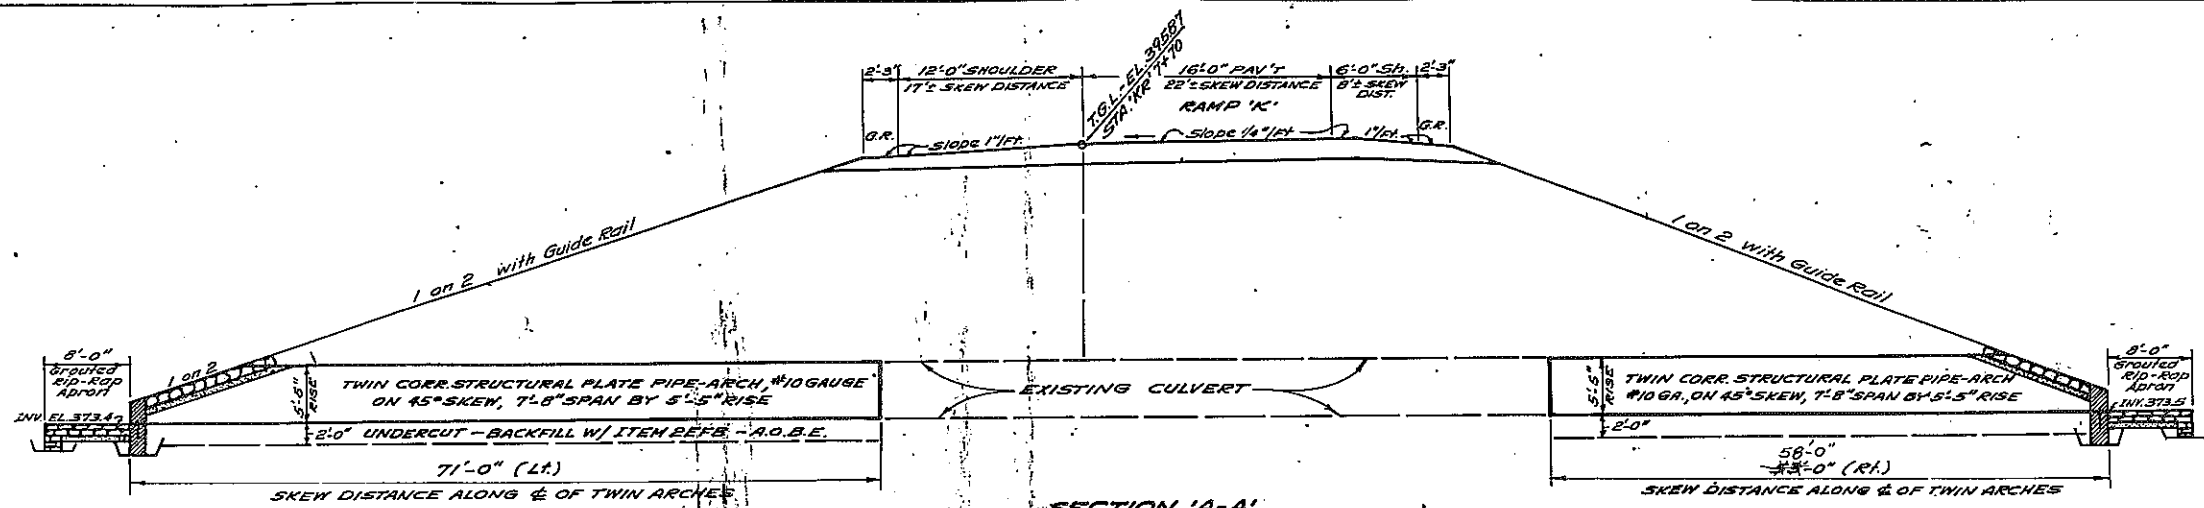 T.G.L.-EL.395.87
STA.'KR' 7+70
2'-3" 12'-0" SHOULDER 16'-0" PAV'T 6'-0" Sh. 2'-3"
17'± SKEW DISTANCE 22'± SKEW DISTANCE 8'± SKEW
DIST.
RAMP 'K'
G.R. Slope 1"/Ft. Slope 1/4"/Ft 1"/Ft. G.R.
1 on 2 with Guide Rail
1 on 2 with Guide Rail
8'-0"
Grouted
Rip-Rap
Apron
1 on 2
INV. EL. 373.4
5'-5"
RISE
TWIN CORR. STRUCTURAL PLATE PIPE-ARCH, #10 GAUGE
ON 45° SKEW, 7'-8" SPAN BY 5'-5" RISE
2'-0" UNDERCUT - BACKFILL W/ ITEM 2EFB - A.O.B.E.
71'-0" (Lt.)
SKEW DISTANCE ALONG ℄ OF TWIN ARCHES
EXISTING CULVERT
5'-5"
RISE
TWIN CORR. STRUCTURAL PLATE PIPE-ARCH
#10 GA., ON 45° SKEW, 7'-8" SPAN BY 5'-5" RISE
2'-0"
8'-0"
Grouted
Rip-Rap
Apron
INV. 373.5
58'-0"
(Rt.)
SKEW DISTANCE ALONG ℄ OF TWIN ARCHES
SECTION 'A-A'